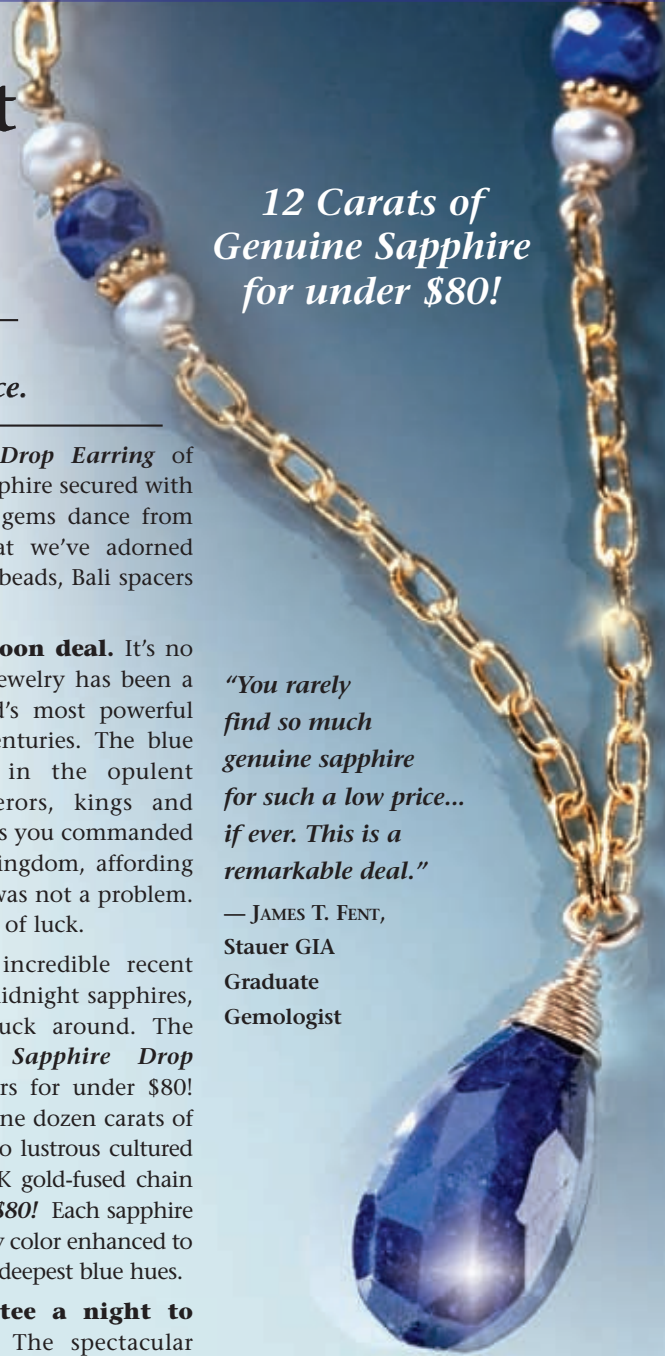 t
12 Carats of
Genuine Sapphire
for under $80!
ce.
Drop Earring of
pphire secured with
gems dance from
at we've adorned
beads, Bali spacers
oon deal. It's no
ewelry has been a
d's most powerful
enturies. The blue
in the opulent
erors, kings and
s you commanded
ingdom, affording
was not a problem.
of luck.
incredible recent
idnight sapphires,
uck around. The
Sapphire Drop
rs for under $80!
ne dozen carats of
o lustrous cultured
K gold-fused chain
$80! Each sapphire
y color enhanced to
deepest blue hues.
tee a night to
The spectacular
“You rarely
find so much
genuine sapphire
for such a low price...
if ever. This is a
remarkable deal.”
— JAMES T. FENT,
Stauer GIA
Graduate
Gemologist